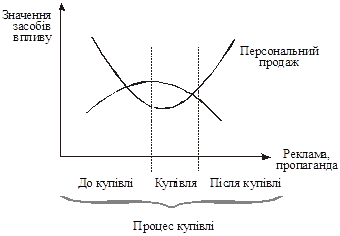 Значення
засобів
впливу
Персональний
продаж
Реклама,
пропаганда
До купівлі Купівля Після купівлі
Процес купівлі